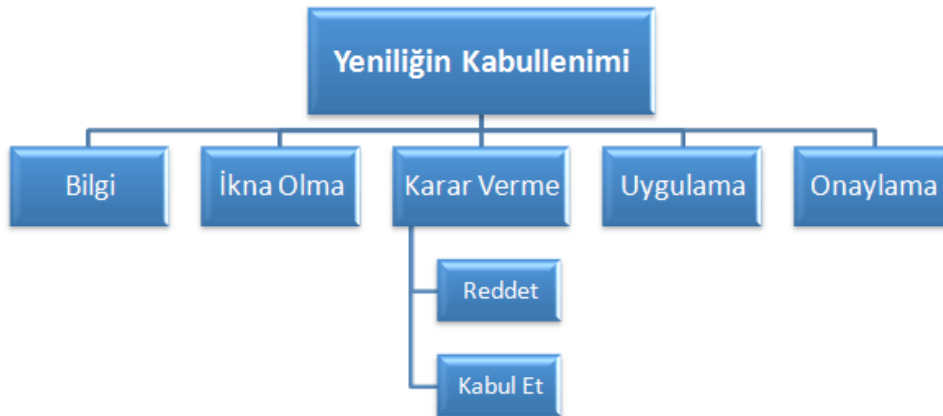 Yeniliğin Kabullenimi
Bilgi
İkna Olma
Karar Verme
Uygulama
Onaylama
Reddet
Kabul Et